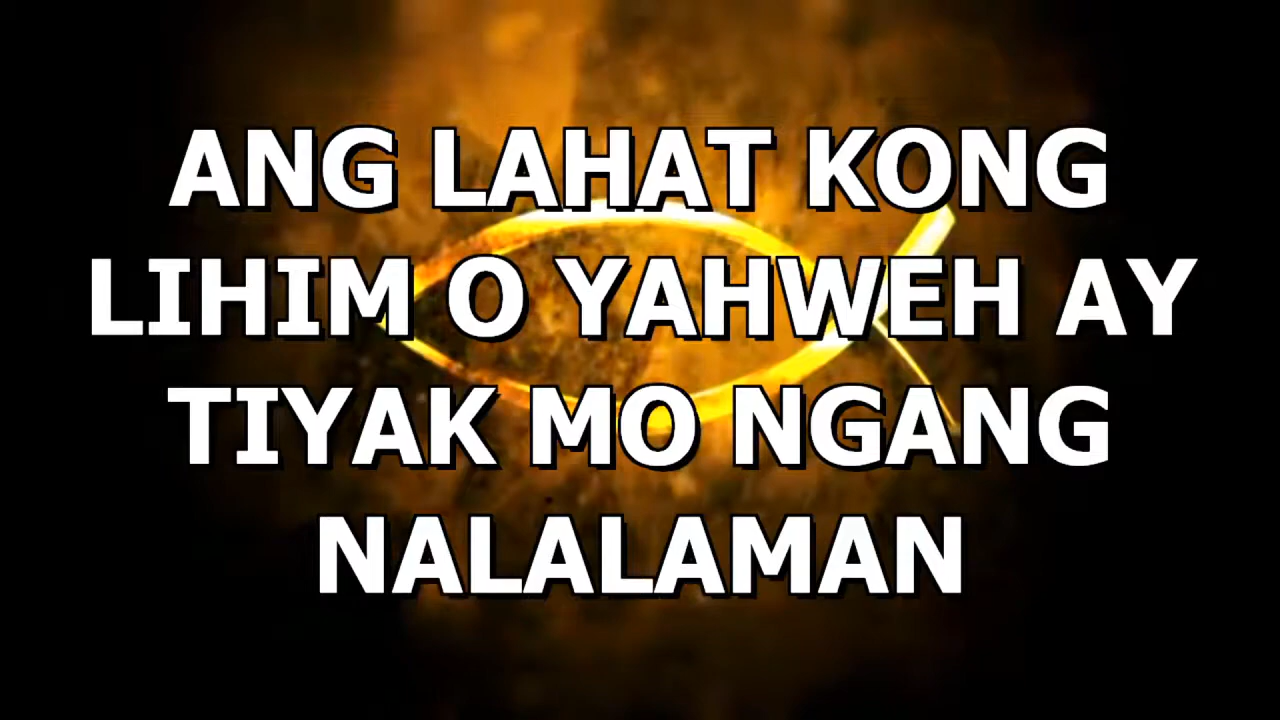 ANG LAHAT KONG
LIHIM O YAHWEH AY
TIYAK MO NGANG
NALALAMAN